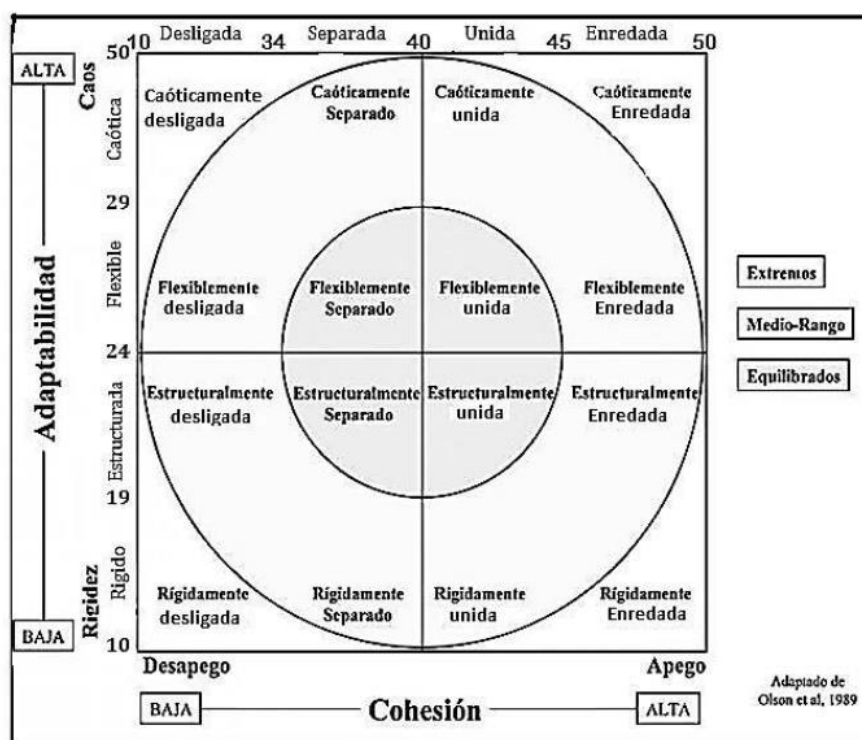 Desligada Separada Unida Enredada
10 34 40 45 50
50
ALTA
Caos
Caótica
Caóticamente desligada
Caóticamente Separado
Caóticamente unida
Caóticamente Enredada
29
Adaptabilidad
Flexible
Flexiblemente desligada
Flexiblemente Separado
Flexiblemente unida
Flexiblemente Enredada
24
Estructurada
Estructuralmente desligada
Estructuralmente Separado
Estructuralmente unida
Estructuralmente Enredada
19
Rigidez
Rígido
Rígidamente desligada
Rígidamente Separado
Rígidamente unida
Rígidamente Enredada
BAJA
10
Desapego Apego
BAJA Cohesión ALTA
Extremos
Medio-Rango
Equilibrados
Adaptado de
Olson et al, 1989